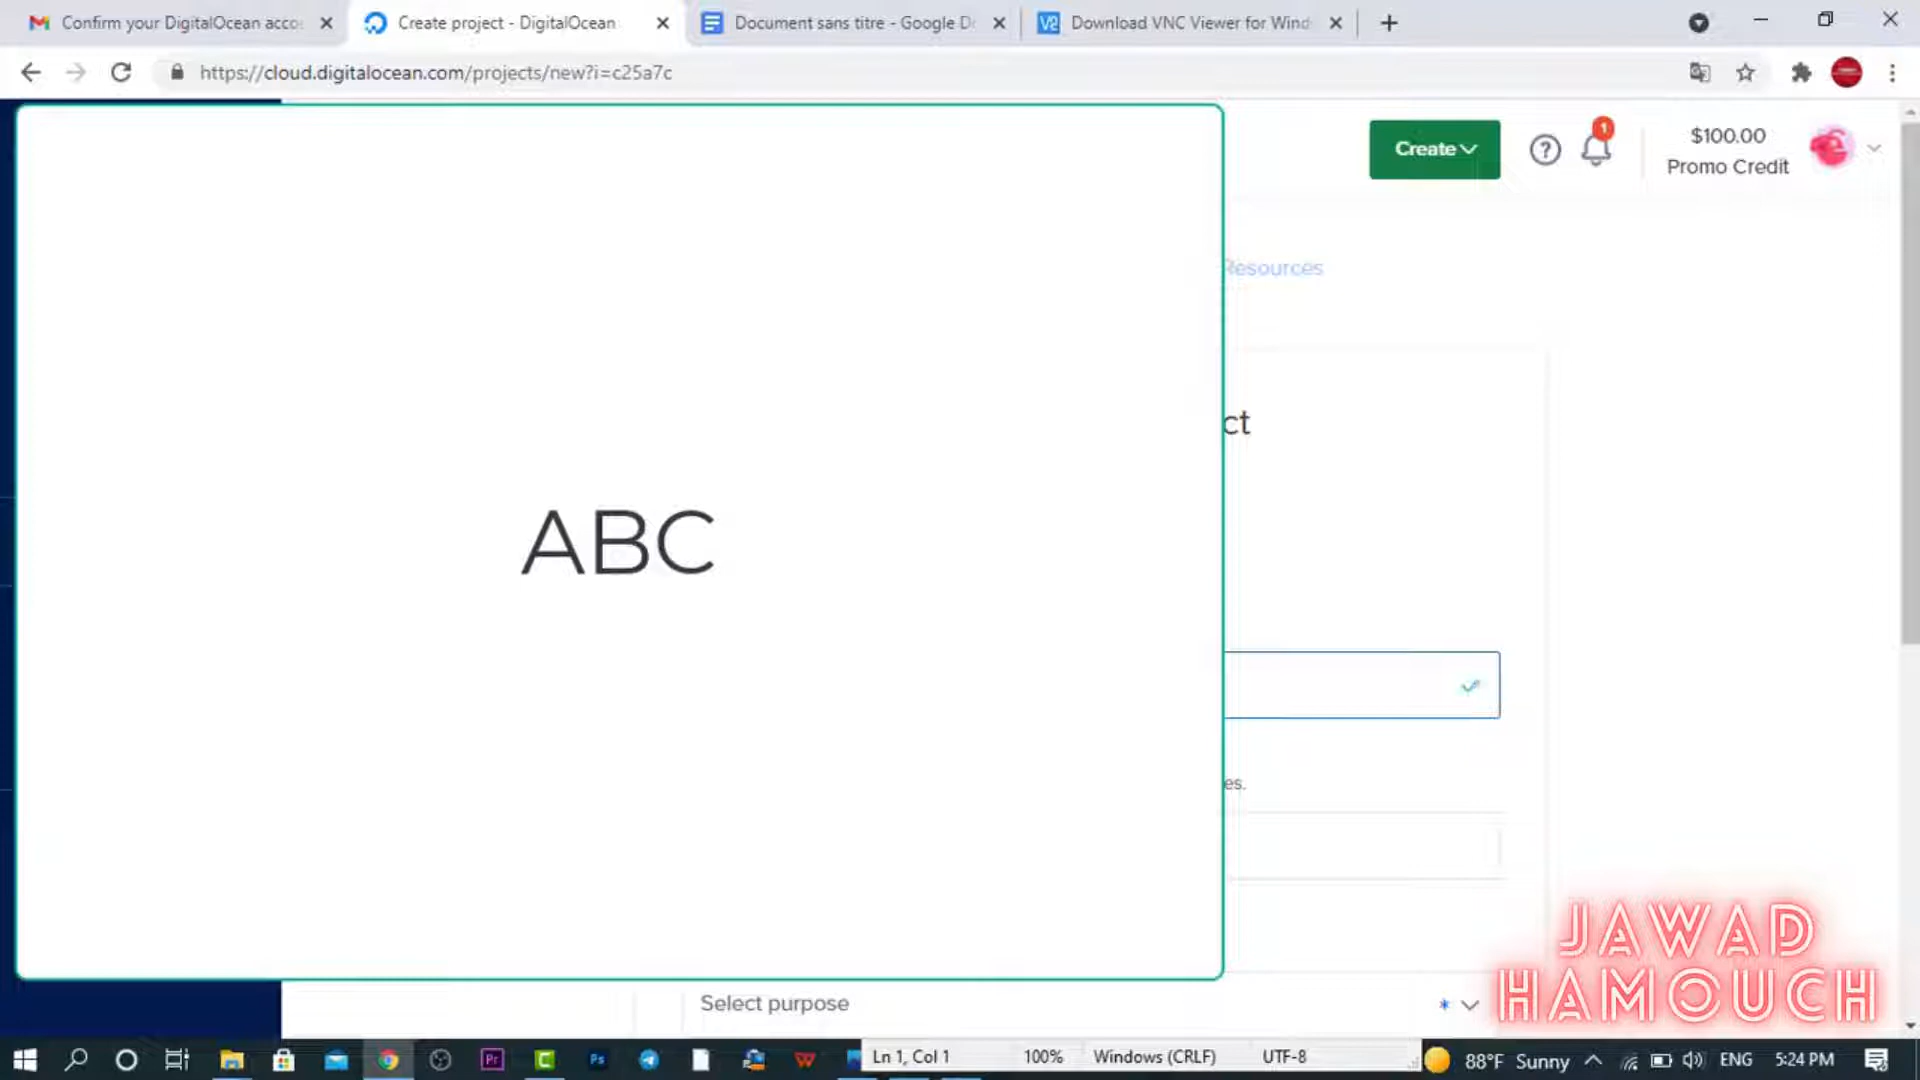 Confirm your DigitalOcean acco
Create project - DigitalOcean
Document sans titre - Google D
Download VNC Viewer for Wind
https://cloud.digitalocean.com/projects/new?i=c25a7c
Create
1
$100.00
Promo Credit
Resources
ct
ABC
es.
Select purpose
*
JAWAD
HAMOUCH
Ln 1, Col 1
100%
Windows (CRLF)
UTF-8
88°F Sunny
ENG
5:24 PM